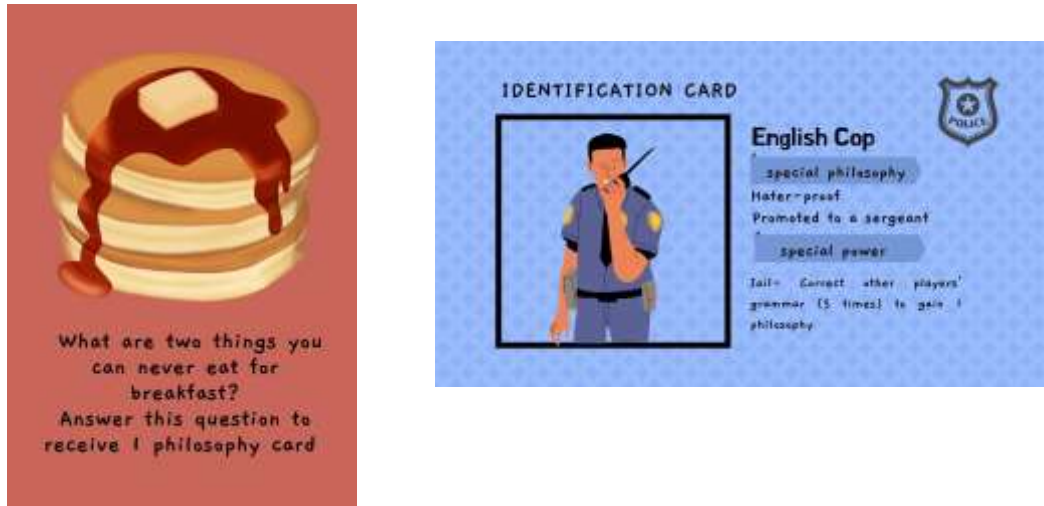 What are two things you
can never eat for
breakfast?
Answer this question to
receive 1 philosophy card
IDENTIFICATION CARD
POLICE
English Cop
special philosophy
Hater-proof
Promoted to a sergeant
special power
Jail- Correct other players'
grammar (5 times) to gain 1
philosophy